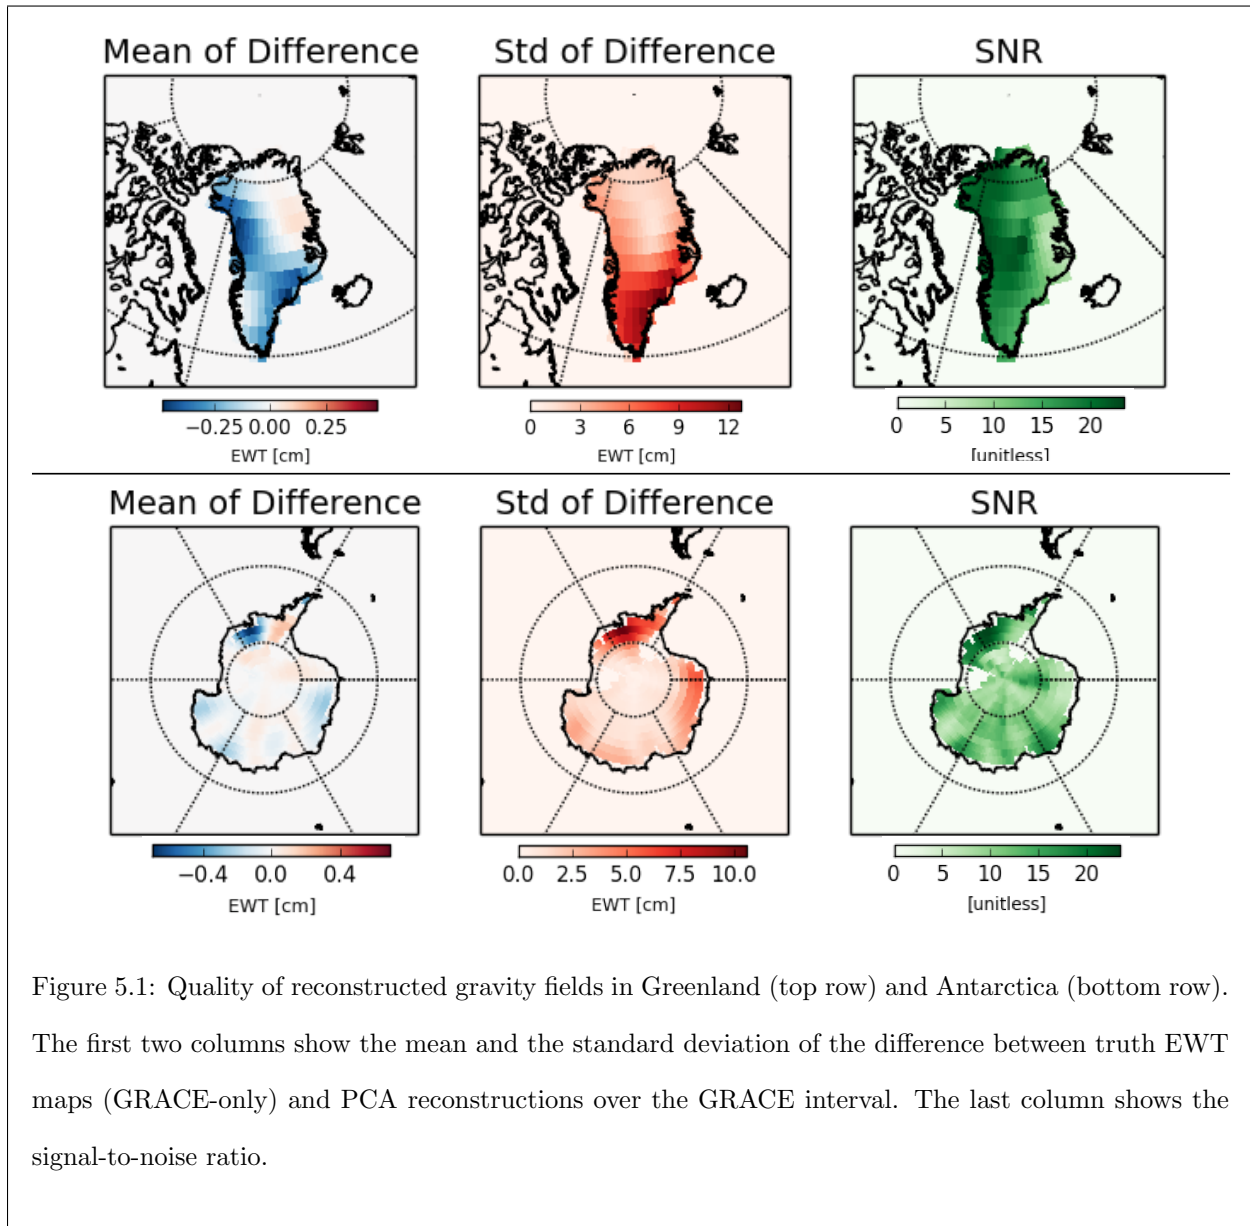 Mean of Difference Std of Difference SNR
−0.25 0.00 0.25 0 3 6 9 12 0 5 10 15 20
EWT [cm] EWT [cm] [unitless]
Mean of Difference Std of Difference SNR
−0.4 0.0 0.4 0.0 2.5 5.0 7.5 10.0 0 5 10 15 20
EWT [cm] EWT [cm] [unitless]
Figure 5.1: Quality of reconstructed gravity fields in Greenland (top row) and Antarctica (bottom row).
The first two columns show the mean and the standard deviation of the difference between truth EWT
maps (GRACE-only) and PCA reconstructions over the GRACE interval. The last column shows the
signal-to-noise ratio.